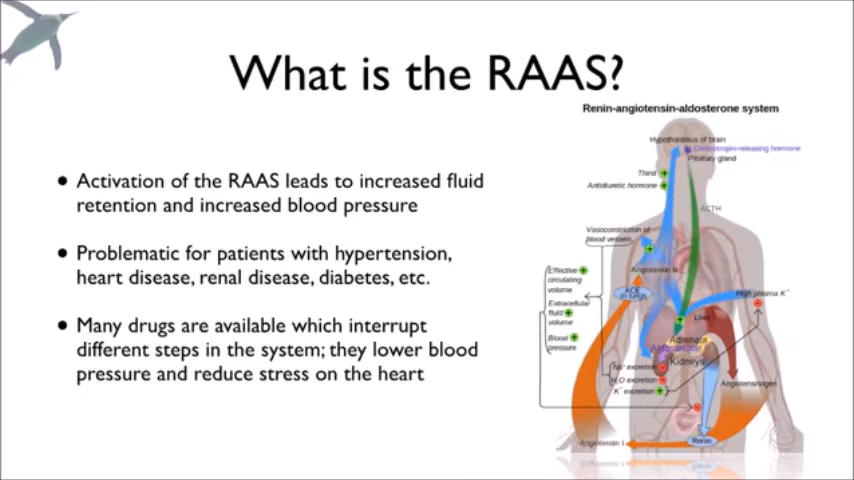 What is the RAAS?
Renin-angiotensin-aldosterone system
• Activation of the RAAS leads to increased fluid
retention and increased blood pressure
• Problematic for patients with hypertension,
heart disease, renal disease, diabetes, etc.
• Many drugs are available which interrupt
different steps in the system; they lower blood
pressure and reduce stress on the heart
Hypothalamus of brain
Corticotropin-releasing hormone
Pituitary gland
Thirst +
Antidiuretic hormone +
ACTH
Vasoconstriction of
blood vessels
+
Effective +
circulating
volume
Extracellular
fluid +
volume
Blood +
pressure
Angiotensin II
ACE
in lungs
High plasma K+
-
Liver
+
Adrenals
Aldosterone
Kidneys
Na+ excretion -
H2O excretion -
K+ excretion +
Angiotensinogen
-
Renin
Angiotensin I